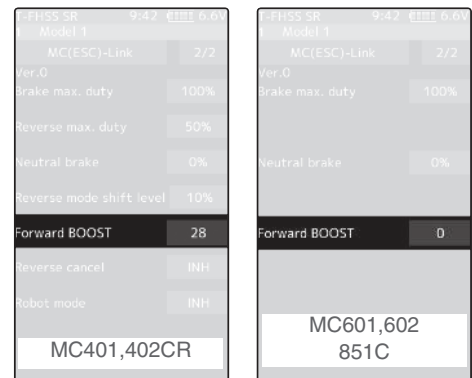 T-FHSS SR 9:42 6.6V
1 Model 1
MC(ESC)-Link 2/2
Ver.0
Brake max. duty 100%
Reverse max. duty 50%
Neutral brake 0%
Reverse mode shift level 10%
Forward BOOST 28
Reverse cancel INH
Robot mode INH
MC401,402CR
T-FHSS SR 9:42 6.6V
1 Model 1
MC(ESC)-Link 2/2
Ver.0
Brake max. duty 100%
Neutral brake 0%
Forward BOOST 0
MC601,602
851C